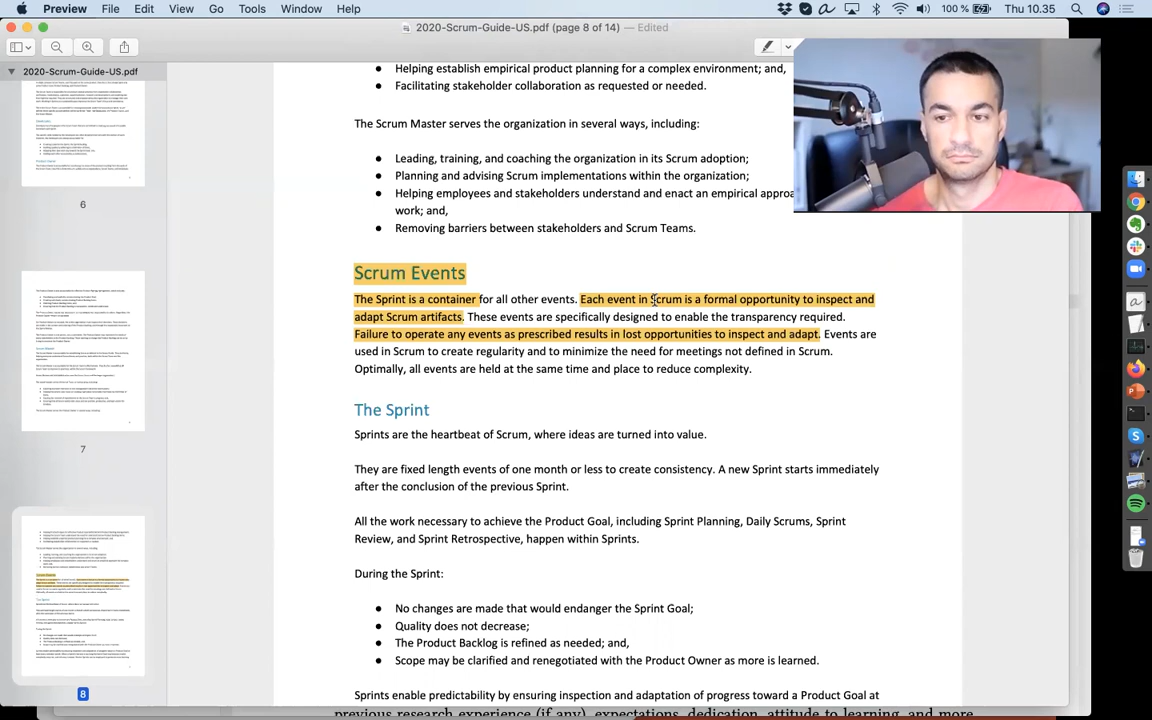 Preview File Edit View Go Tools Window Help 100 % Thu 10.35
2020-Scrum-Guide-US.pdf (page 8 of 14) — Edited
2020-Scrum-Guide-US.pdf
6
7
8
● Helping establish empirical product planning for a complex environment; and,
● Facilitating stakeholder collaboration as requested or needed.
The Scrum Master serves the organization in several ways, including:
● Leading, training, and coaching the organization in its Scrum adoption;
● Planning and advising Scrum implementations within the organization;
● Helping employees and stakeholders understand and enact an empirical
work; and,
● Removing barriers between stakeholders and Scrum Teams.
Scrum Events
The Sprint is a container for all other events. Each event in Scrum is a formal opportunity to inspect and
adapt Scrum artifacts. These events are specifically designed to enable the transparency required.
Failure to operate any events as prescribed results in lost opportunities to inspect and adapt. Events are
used in Scrum to create regularity and to minimize the need for meetings not defined in Scrum.
Optimally, all events are held at the same time and place to reduce complexity.
The Sprint
Sprints are the heartbeat of Scrum, where ideas are turned into value.
They are fixed length events of one month or less to create consistency. A new Sprint starts immediately
after the conclusion of the previous Sprint.
All the work necessary to achieve the Product Goal, including Sprint Planning, Daily Scrums, Sprint
Review, and Sprint Retrospective, happen within Sprints.
During the Sprint:
● No changes are made that would endanger the Sprint Goal;
● Quality does not decrease;
● The Product Backlog is refined as needed; and,
● Scope may be clarified and renegotiated with the Product Owner as more is learned.
Sprints enable predictability by ensuring inspection and adaptation of progress toward a Product Goal at
previous research experience (if any), expectations, dedication, attitude to learning, and more